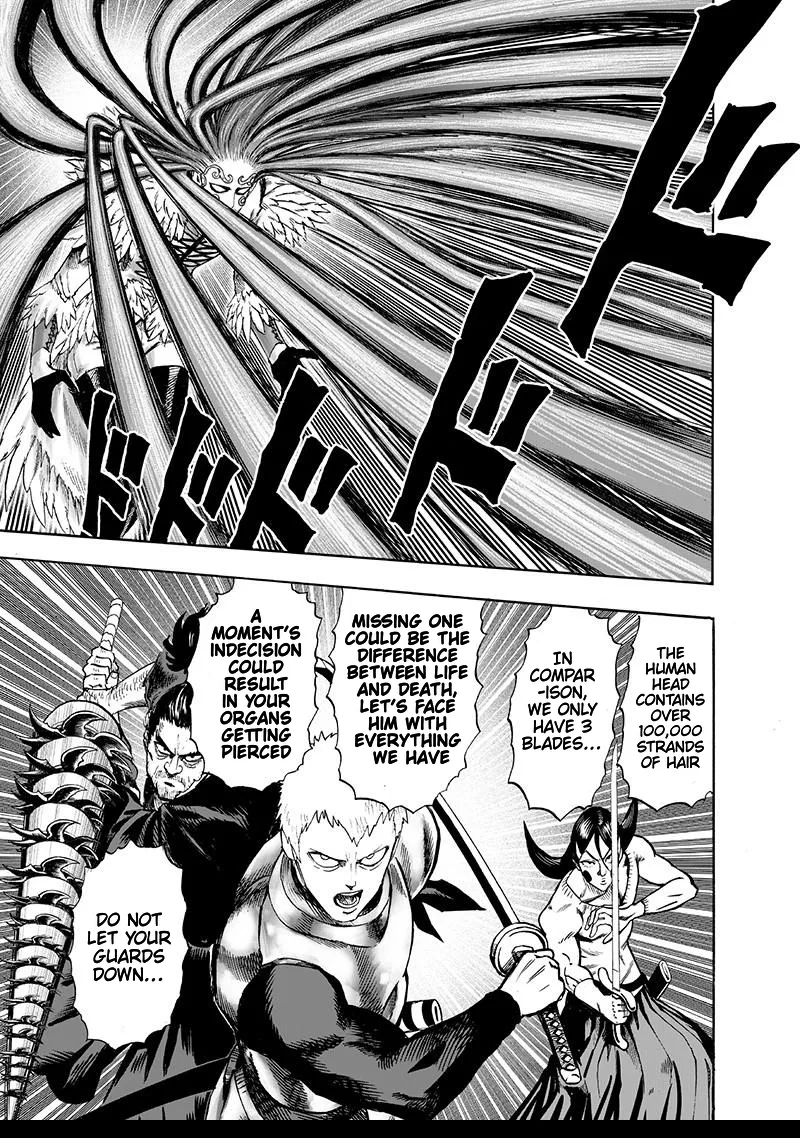 ド
ド
ド
ド
ド
THE
HUMAN
HEAD
CONTAINS
OVER
100,000
STRANDS
OF HAIR
IN
COMPAR
-ISON,
WE ONLY
HAVE 3
BLADES...
MISSING ONE
COULD BE THE
DIFFERENCE
BETWEEN LIFE
AND DEATH,
LET'S FACE
HIM WITH
EVERYTHING
WE HAVE
A
MOMENT'S
INDECISION
COULD
RESULT
IN YOUR
ORGANS
GETTING
PIERCED
DO NOT
LET YOUR
GUARDS
DOWN...